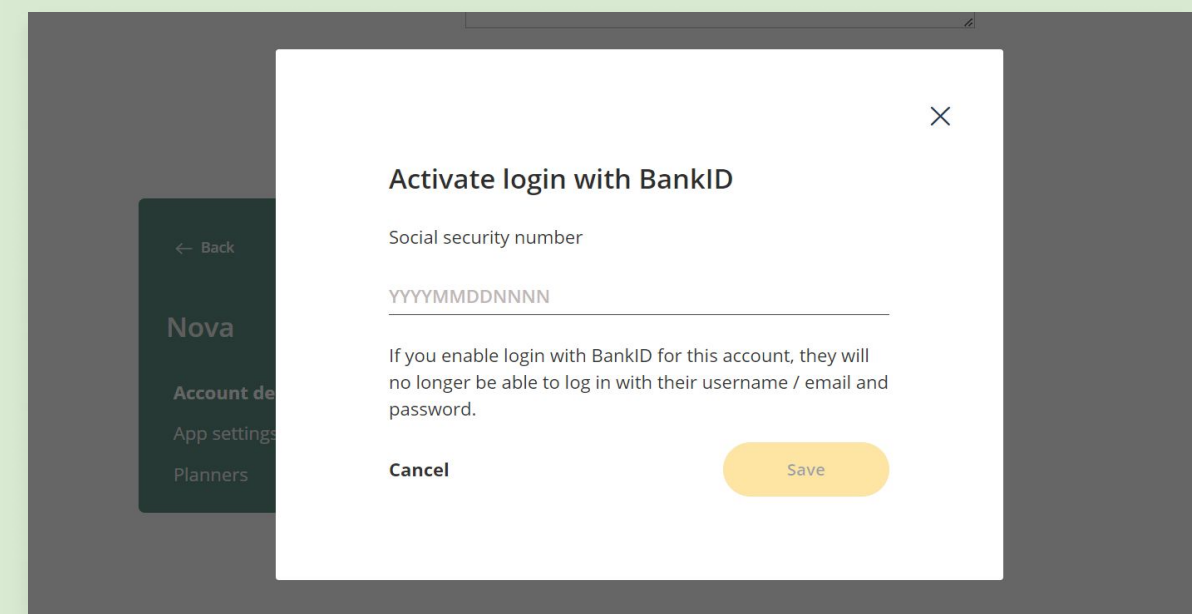 Activate login with BankID
Social security number
YYYYMMDDNNNN
If you enable login with BankID for this account, they will
no longer be able to log in with their username / email and
password.
Cancel
Save
← Back
Nova
Account de
App settings
Planners